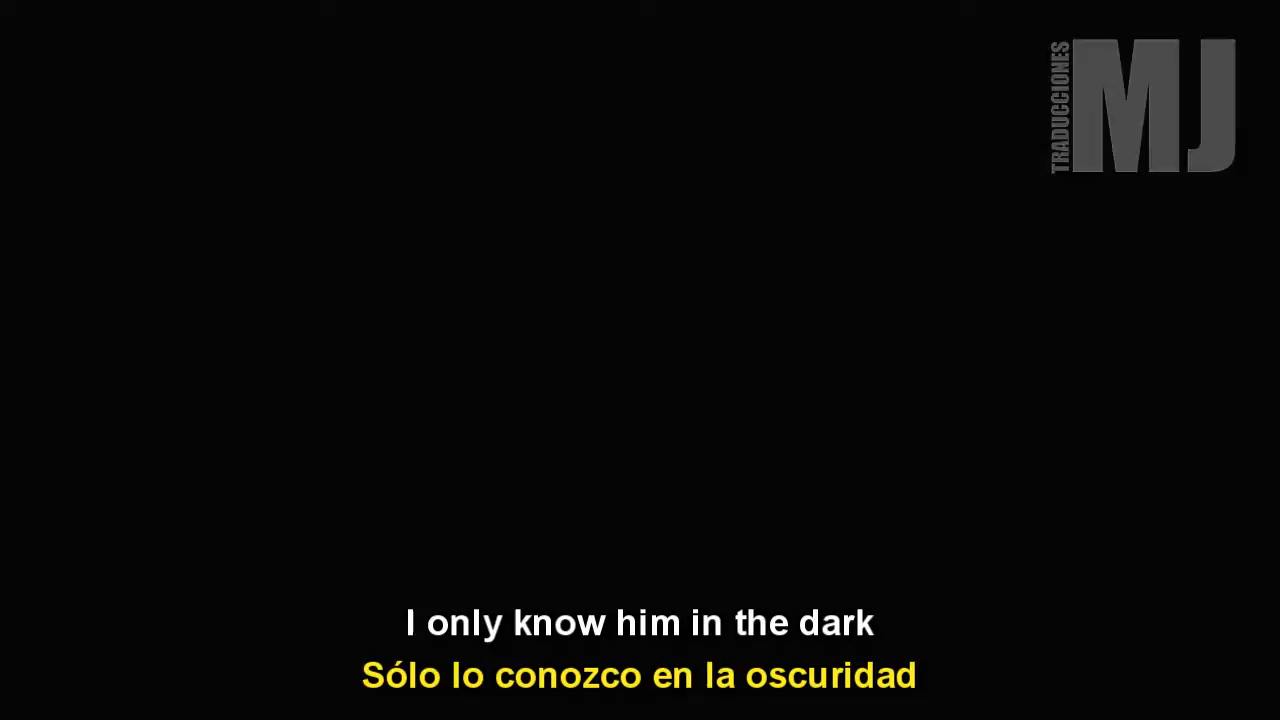 TRADUCCIONES
MJ
I only know him in the dark
Sólo lo conozco en la oscuridad